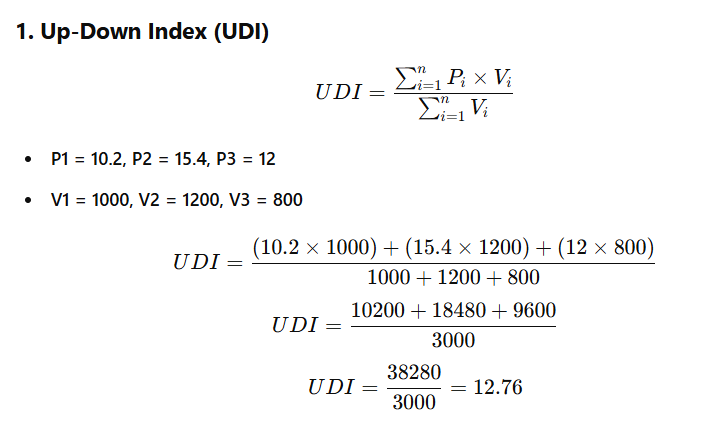 1. Up-Down Index (UDI)
UDI = \frac{\sum_{i=1}^{n} P_i \times V_i}{\sum_{i=1}^{n} V_i}
• P1 = 10.2, P2 = 15.4, P3 = 12
• V1 = 1000, V2 = 1200, V3 = 800
UDI = \frac{(10.2 \times 1000) + (15.4 \times 1200) + (12 \times 800)}{1000 + 1200 + 800}
UDI = \frac{10200 + 18480 + 9600}{3000}
UDI = \frac{38280}{3000} = 12.76